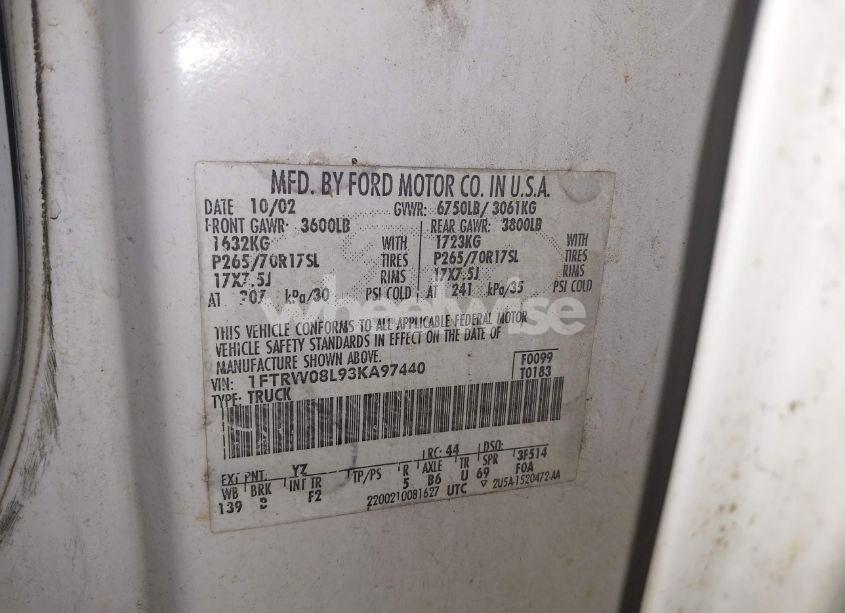 MFD. BY FORD MOTOR CO. IN U.S.A.
DATE 10/02 GVWR: 6750LB/ 3061KG
FRONT GAWR: 3600LB REAR GAWR: 3800LB
1632KG WITH 1723KG WITH
P265/70R17SL TIRES P265/70R17SL TIRES
17X7.5J RIMS 17X7.5J RIMS
AT 207 kPa/30 PSI COLD AT 241 kPa/35 PSI COLD
wheelwise
THIS VEHICLE CONFORMS TO ALL APPLICABLE FEDERAL MOTOR
VEHICLE SAFETY STANDARDS IN EFFECT ON THE DATE OF
MANUFACTURE SHOWN ABOVE.
F0099
VIN: 1FTRW08L93KA97440
T0183
TYPE: TRUCK
EXT PNT: YZ RC: 44 DSO:
WB BRK INT TR TP/PS R AXLE TR SPR 3F514
139 B F2 5 B6 U 69 F0A
2200210081627 UTC ▽ 2U5A-1520472-AA